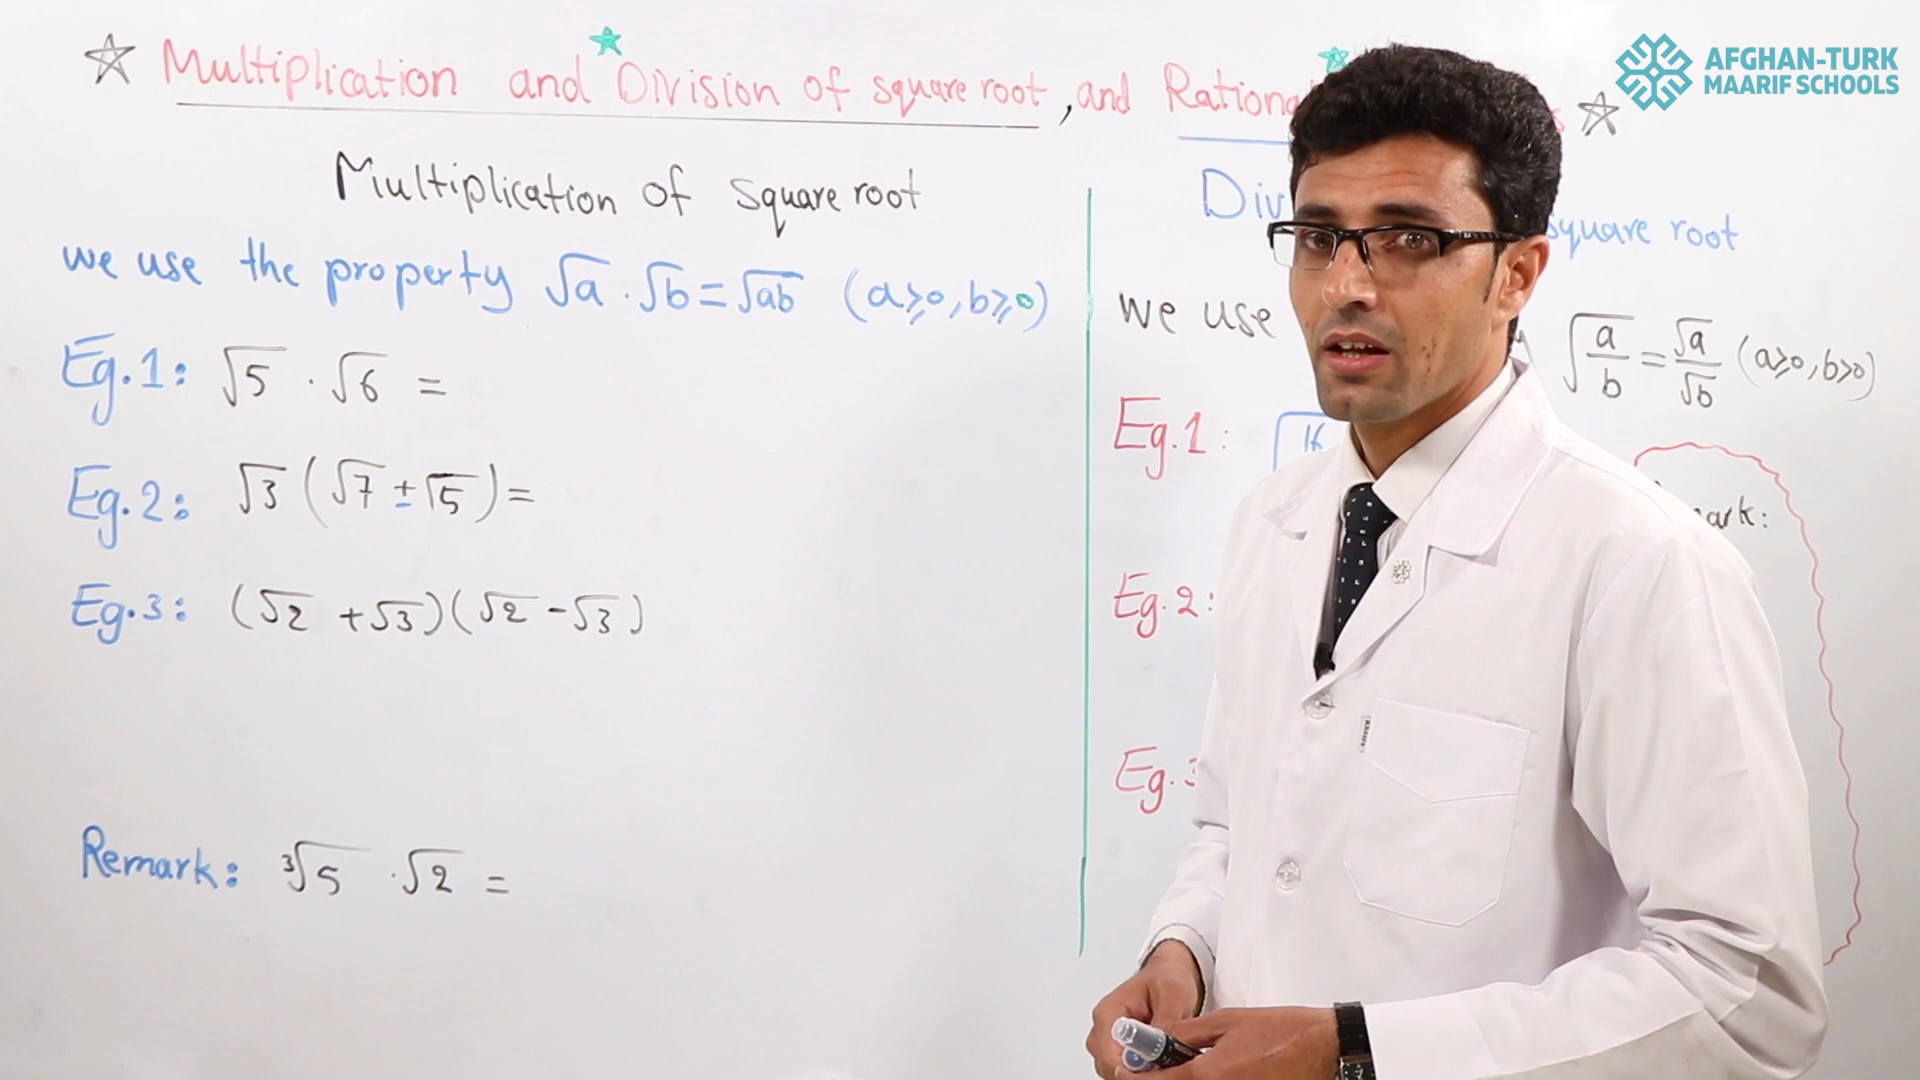 ☆ Multiplication and Division of square root, and
AFGHAN-TURK
MAARIF SCHOOLS
Multiplication of square root
we use the property √a · √b = √ab (a≥0, b≥0)
Eg.1: √5 · √6 =
Eg.2: √3 (√7 ± √5) =
Eg.3: (√2 + √3)(√2 - √3)
Remark: ³√5 · √2 =
square root
we use √(a/b) = √a/√b (a≥0, b>0)
Eg.1:
Eg.2:
Eg.